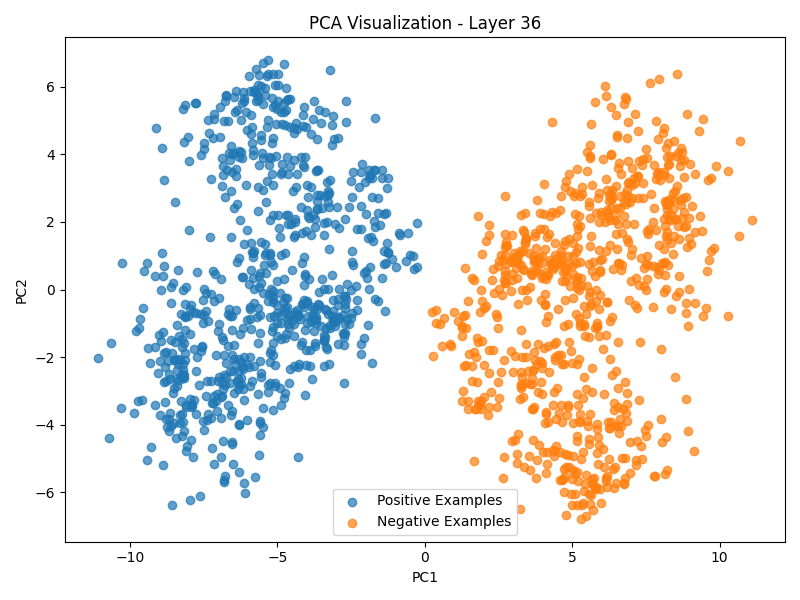 PCA Visualization - Layer 36
6
4
2
0
−2
−4
−6
PC2
Positive Examples
Negative Examples
−10
−5
0
5
10
PC1